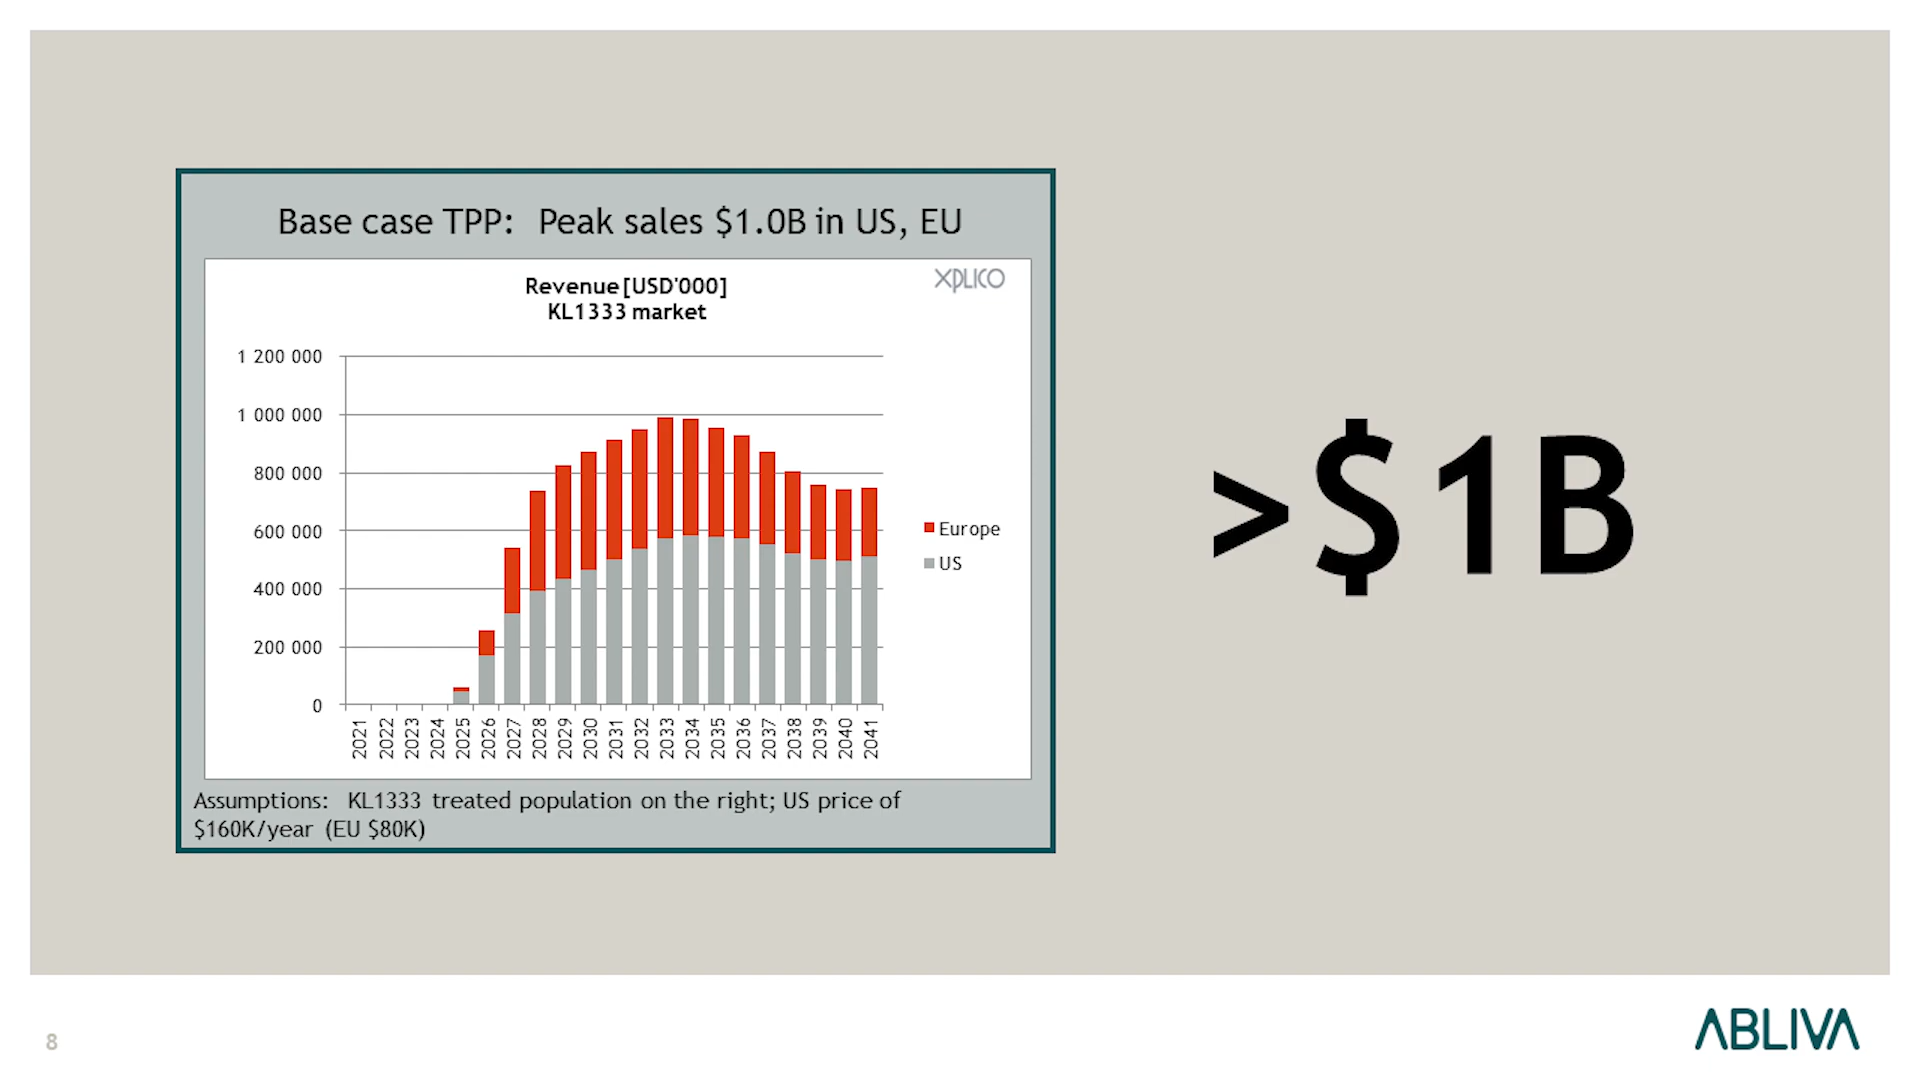 Base case TPP: Peak sales $1.0B in US, EU
Revenue [USD'000]
KL1333 market
XPLICO
1 200 000
1 000 000
800 000
600 000
400 000
200 000
0
2021
2022
2023
2024
2025
2026
2027
2028
2029
2030
2031
2032
2033
2034
2035
2036
2037
2038
2039
2040
2041
Europe
US
Assumptions: KL1333 treated population on the right; US price of
$160K/year (EU $80K)
>$1B
8
ABLIVA